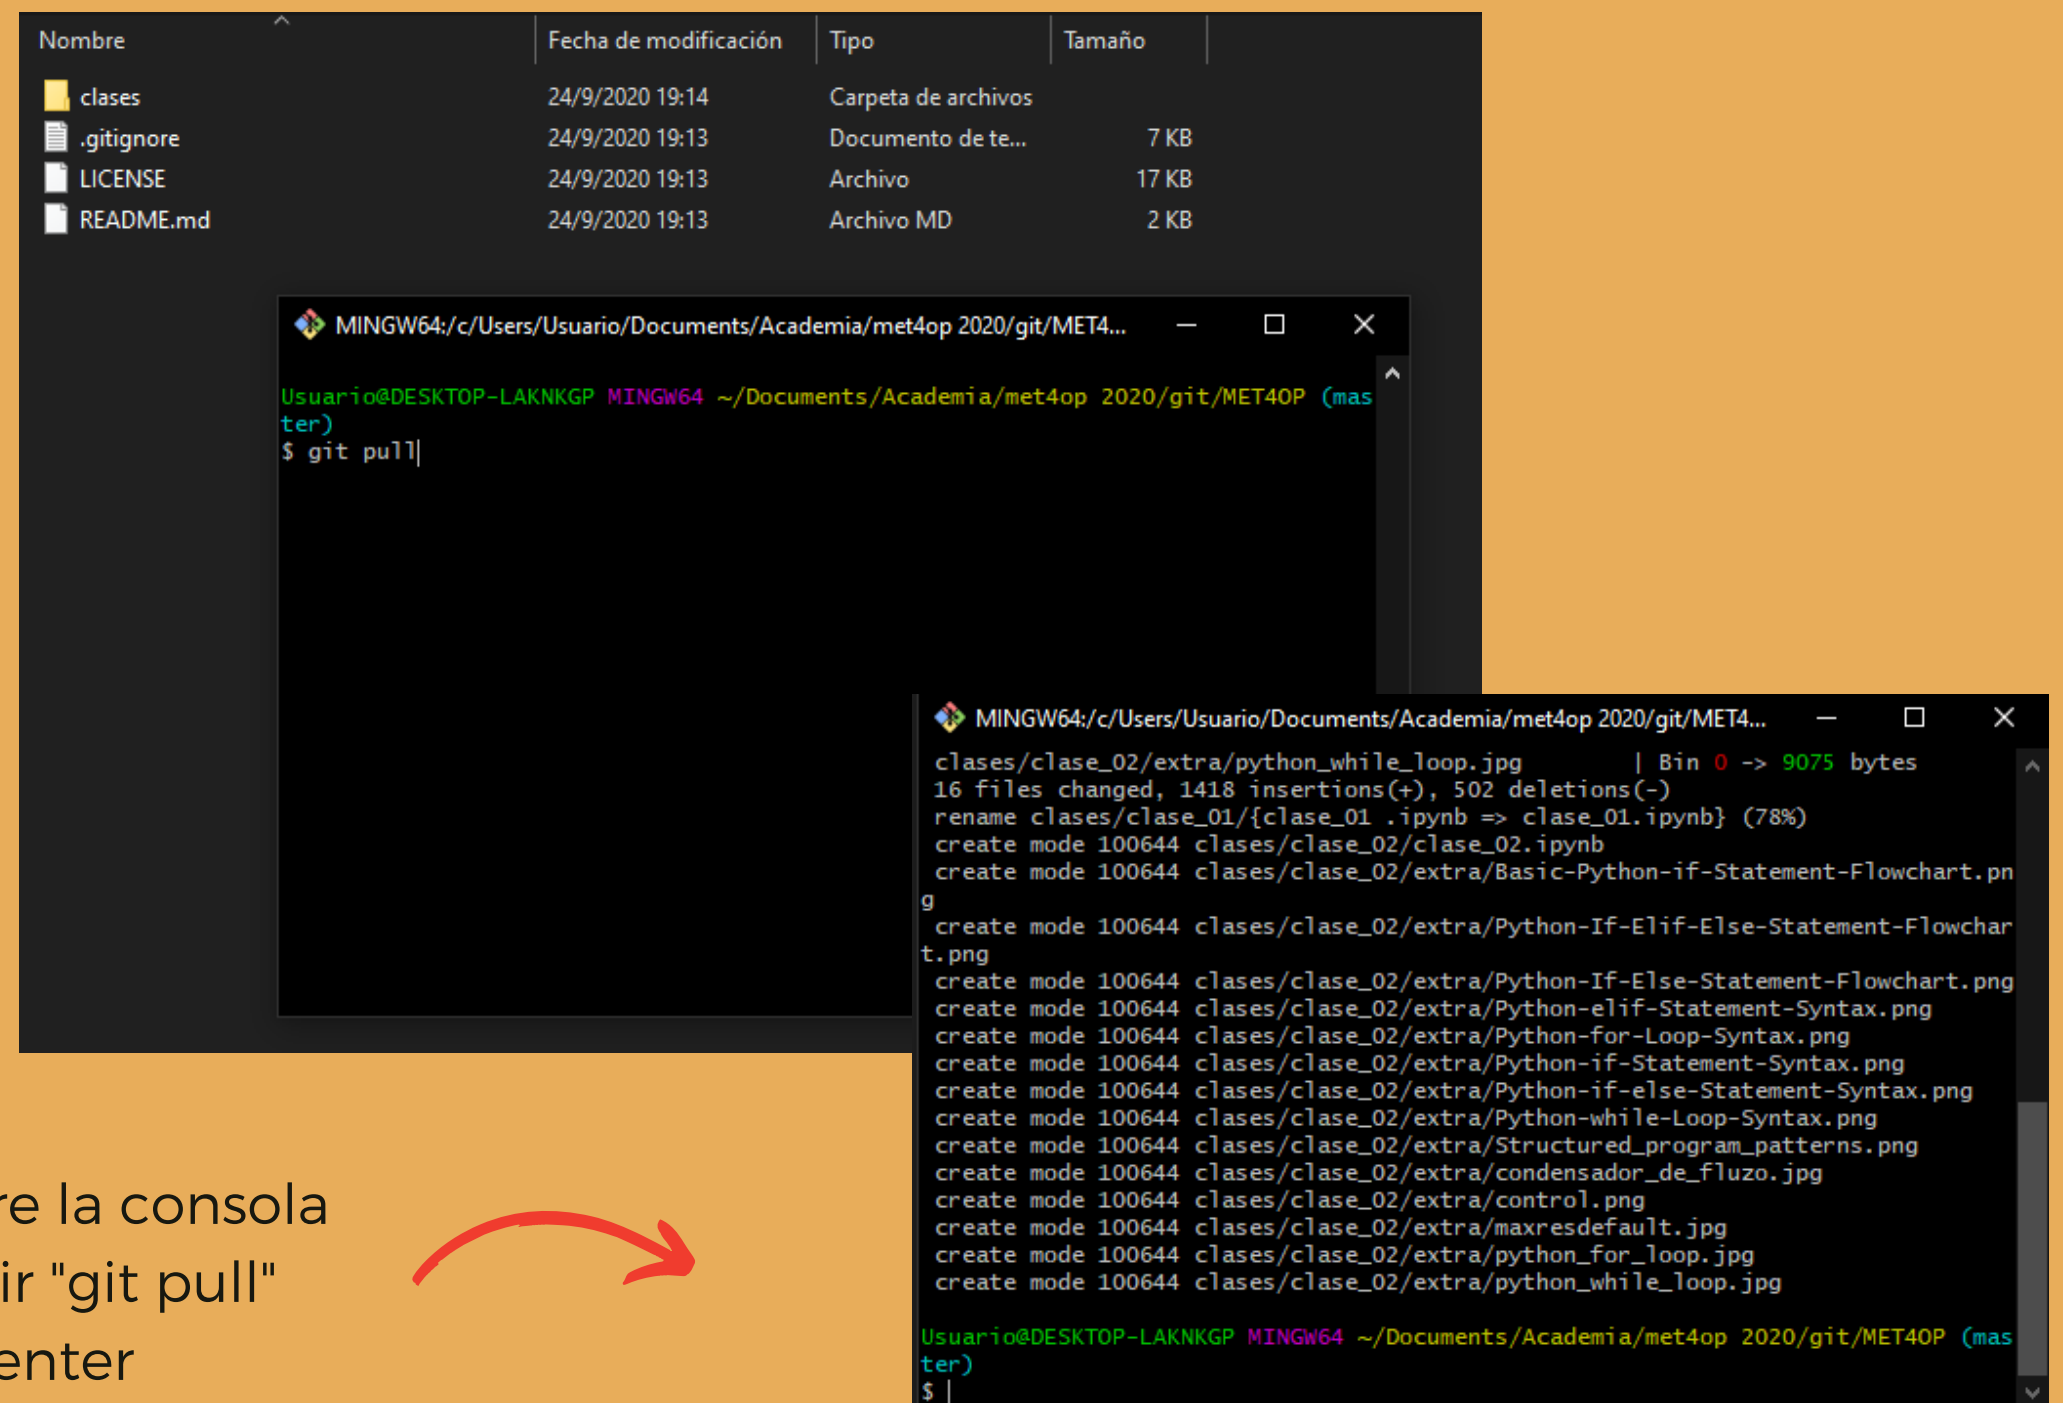 Nombre Fecha de modificación Tipo Tamaño
clases 24/9/2020 19:14 Carpeta de archivos
.gitignore 24/9/2020 19:13 Documento de te... 7 KB
LICENSE 24/9/2020 19:13 Archivo 17 KB
README.md 24/9/2020 19:13 Archivo MD 2 KB
MINGW64:/c/Users/Usuario/Documents/Academia/met4op 2020/git/MET4...
Usuario@DESKTOP-LAKNKGP MINGW64 ~/Documents/Academia/met4op 2020/git/MET4OP (mas
ter)
$ git pull
MINGW64:/c/Users/Usuario/Documents/Academia/met4op 2020/git/MET4...
clases/clase_02/extra/python_while_loop.jpg | Bin 0 -> 9075 bytes
16 files changed, 1418 insertions(+), 502 deletions(-)
rename clases/clase_01/{clase_01 .ipynb => clase_01.ipynb} (78%)
create mode 100644 clases/clase_02/clase_02.ipynb
create mode 100644 clases/clase_02/extra/Basic-Python-if-Statement-Flowchart.pn
g
create mode 100644 clases/clase_02/extra/Python-If-Elif-Else-Statement-Flowchar
t.png
create mode 100644 clases/clase_02/extra/Python-If-Else-Statement-Flowchart.png
create mode 100644 clases/clase_02/extra/Python-elif-Statement-Syntax.png
create mode 100644 clases/clase_02/extra/Python-for-Loop-Syntax.png
create mode 100644 clases/clase_02/extra/Python-if-Statement-Syntax.png
create mode 100644 clases/clase_02/extra/Python-if-else-Statement-Syntax.png
create mode 100644 clases/clase_02/extra/Python-while-Loop-Syntax.png
create mode 100644 clases/clase_02/extra/Structured_program_patterns.png
create mode 100644 clases/clase_02/extra/condensador_de_fluzo.jpg
create mode 100644 clases/clase_02/extra/control.png
create mode 100644 clases/clase_02/extra/maxresdefault.jpg
create mode 100644 clases/clase_02/extra/python_for_loop.jpg
create mode 100644 clases/clase_02/extra/python_while_loop.jpg
Usuario@DESKTOP-LAKNKGP MINGW64 ~/Documents/Academia/met4op 2020/git/MET4OP (mas
ter)
$
re la consola
ir "git pull"
enter